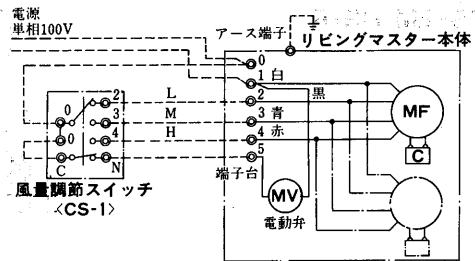 電源
単相100V
アース端子
リビングマスター本体
0
1 白
2 黒
3 青
4 赤
5
端子台
L
M
H
0
0
C
2
3
4
N
風量調節スイッチ
<CS-1>
MV
電動弁
MF
C